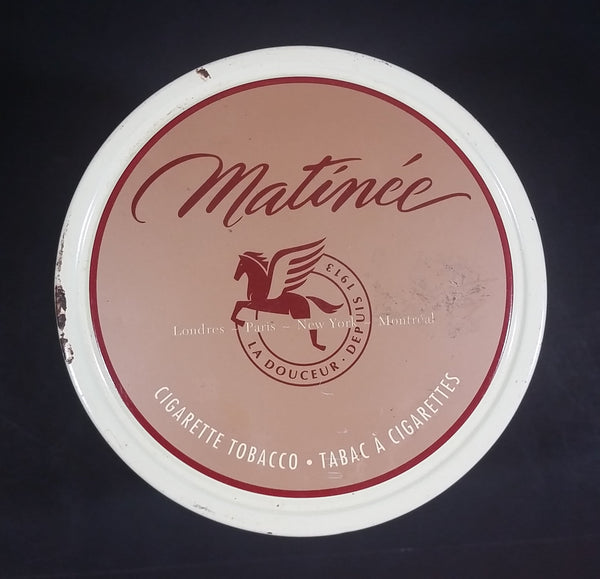 Matinée
LA DOUCEUR · DEPUIS 1913
Londres – Paris – New York – Montréal
CIGARETTE TOBACCO • TABAC À CIGARETTES